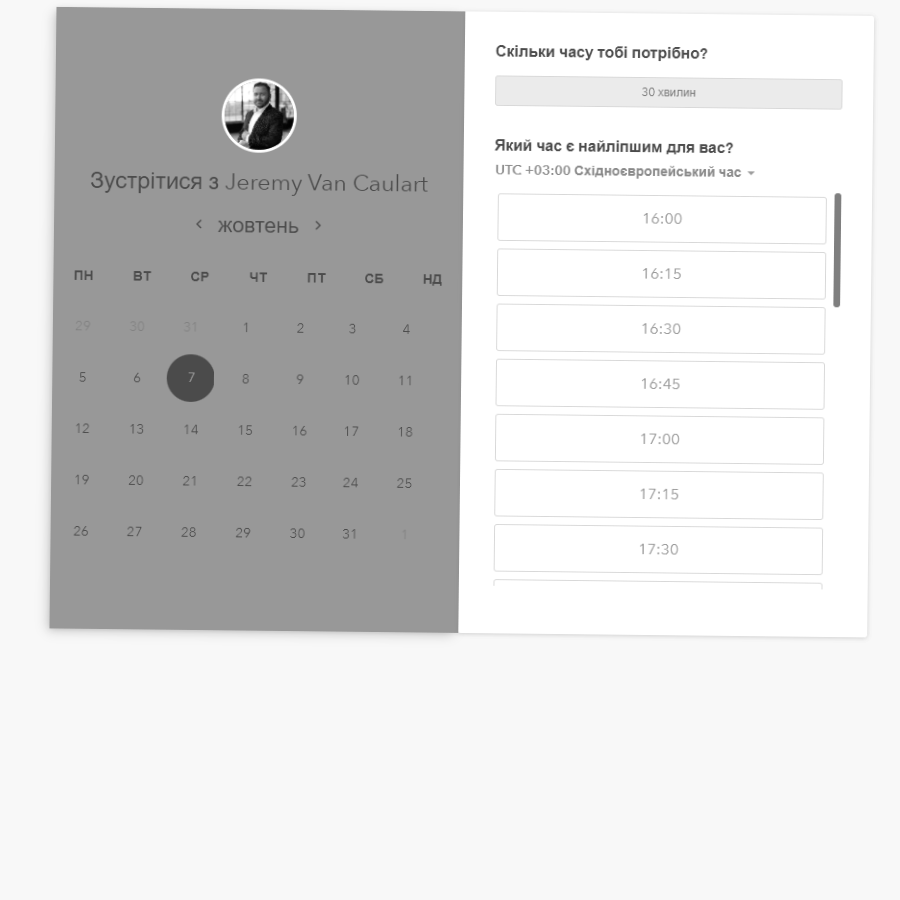 Зустрітися з Jeremy Van Caulart
жовтень
ПН ВТ СР ЧТ ПТ СБ НД
29 30 31 1 2 3 4
5 6 7 8 9 10 11
12 13 14 15 16 17 18
19 20 21 22 23 24 25
26 27 28 29 30 31 1
Скільки часу тобі потрібно?
30 хвилин
Який час є найліпшим для вас?
UTC +03:00 Східноєвропейський час
16:00
16:15
16:30
16:45
17:00
17:15
17:30